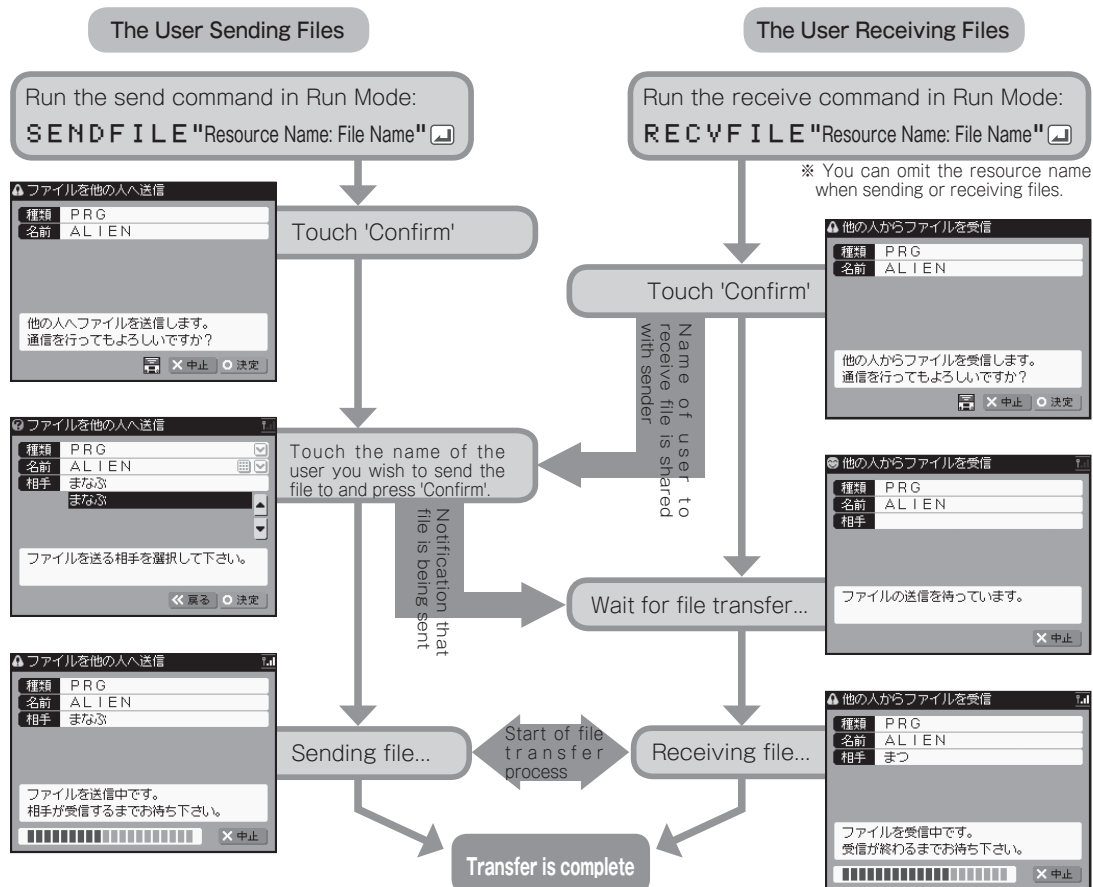 The User Sending Files
The User Receiving Files
Run the send command in Run Mode:
SENDFILE"Resource Name: File Name"
Run the receive command in Run Mode:
RECVFILE"Resource Name: File Name"
※ You can omit the resource name
when sending or receiving files.
ファイルを他の人へ送信
種類 PRG
名前 ALIEN
他の人へファイルを送信します。
通信を行ってもよろしいですか?
×中止 ○決定
Touch 'Confirm'
Touch 'Confirm'
他の人からファイルを受信
種類 PRG
名前 ALIEN
他の人からファイルを受信します。
通信を行ってもよろしいですか?
×中止 ○決定
Name of user to
receive file is shared
with sender
ファイルを他の人へ送信
種類 PRG
名前 ALIEN
相手 まなぶ
まなぶ
ファイルを送る相手を選択して下さい。
≪戻る ○決定
Touch the name of the
user you wish to send the
file to and press 'Confirm'.
Notification that
file is being sent
Wait for file transfer...
他の人からファイルを受信
種類 PRG
名前 ALIEN
相手
ファイルの送信を待っています。
×中止
ファイルを他の人へ送信
種類 PRG
名前 ALIEN
相手 まなぶ
ファイルを送信中です。
相手が受信するまでお待ち下さい。
×中止
Sending file...
Start of file
transfer
process
Receiving file...
他の人からファイルを受信
種類 PRG
名前 ALIEN
相手 まつ
ファイルを受信中です。
受信が終わるまでお待ち下さい。
×中止
Transfer is complete